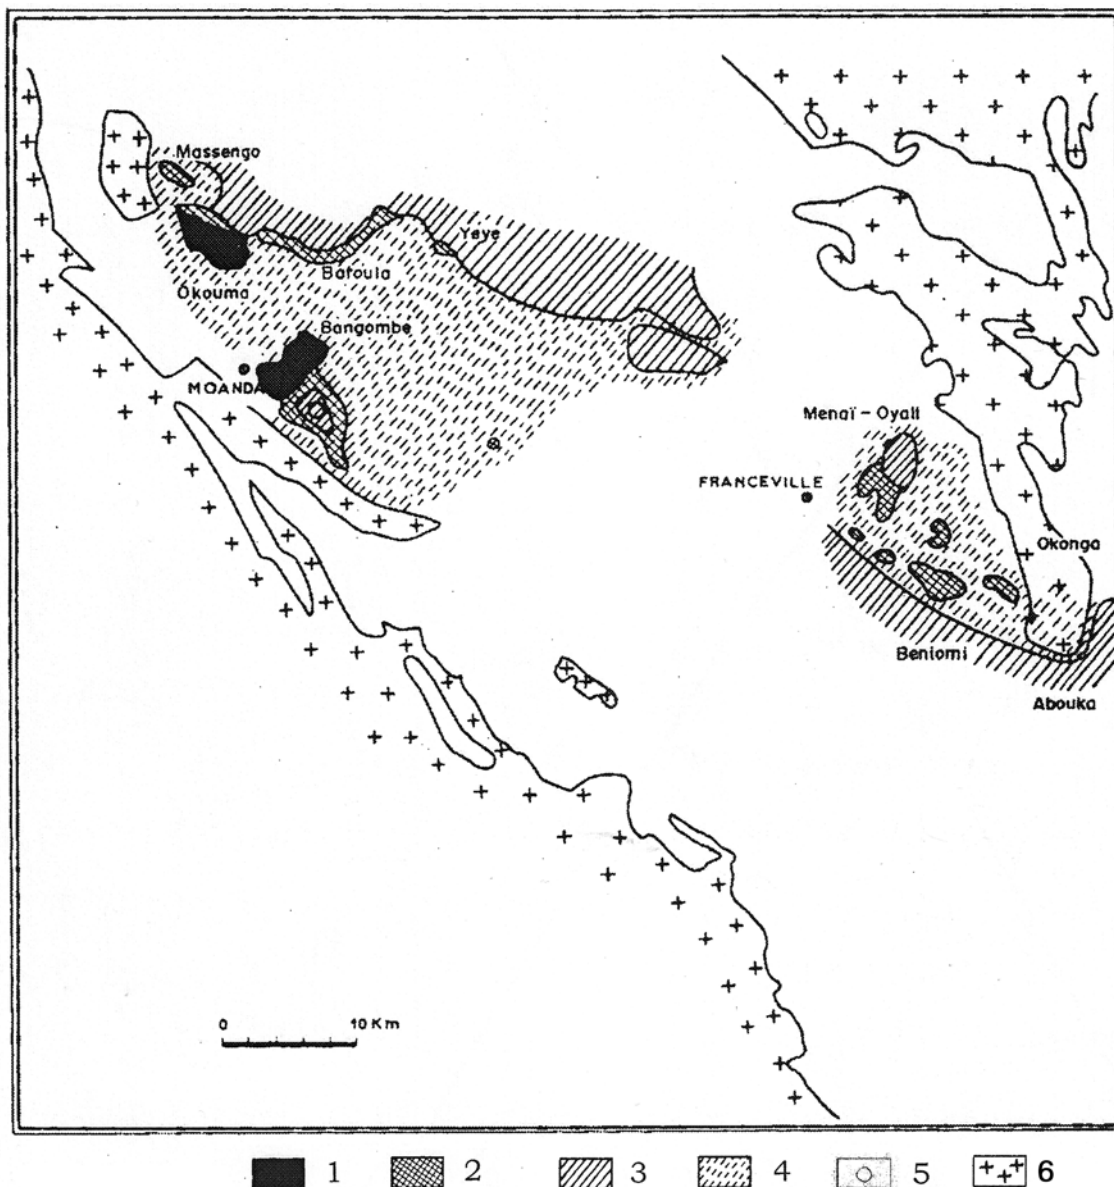 Massengo
Yeye
Bafoula
Okouma
Bangombe
MOANDA
Menaï - Oyali
FRANCEVILLE
Okonga
Beniomi
Abouka
0 10 Km
1 2 3 4 5 6